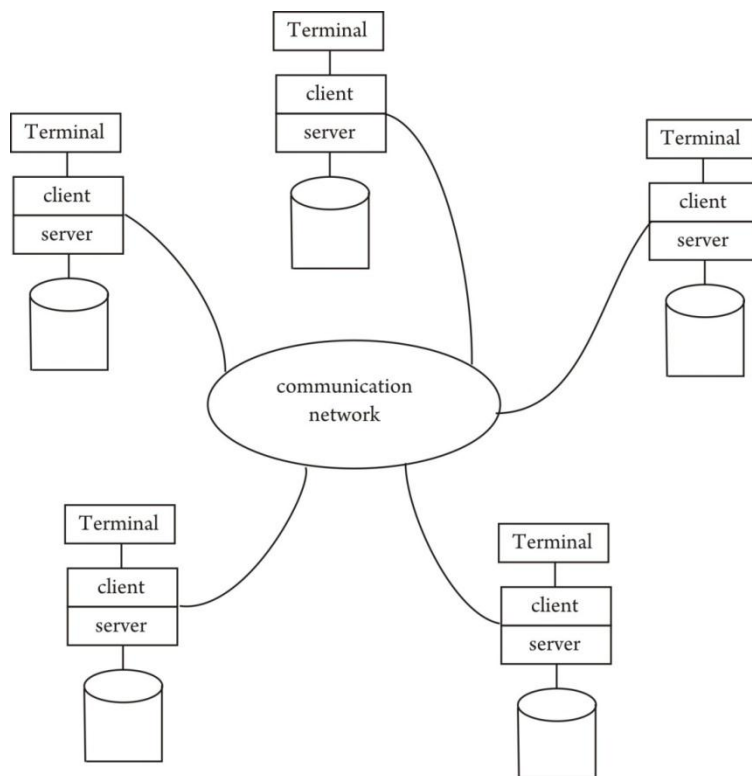 Terminal
client
server
Terminal
client
server
Terminal
client
server
communication
network
Terminal
client
server
Terminal
client
server